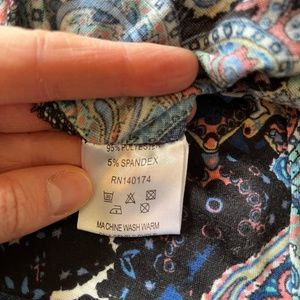 95% POLYESTER
5% SPANDEX
RN140174
MACHINE WASH WARM